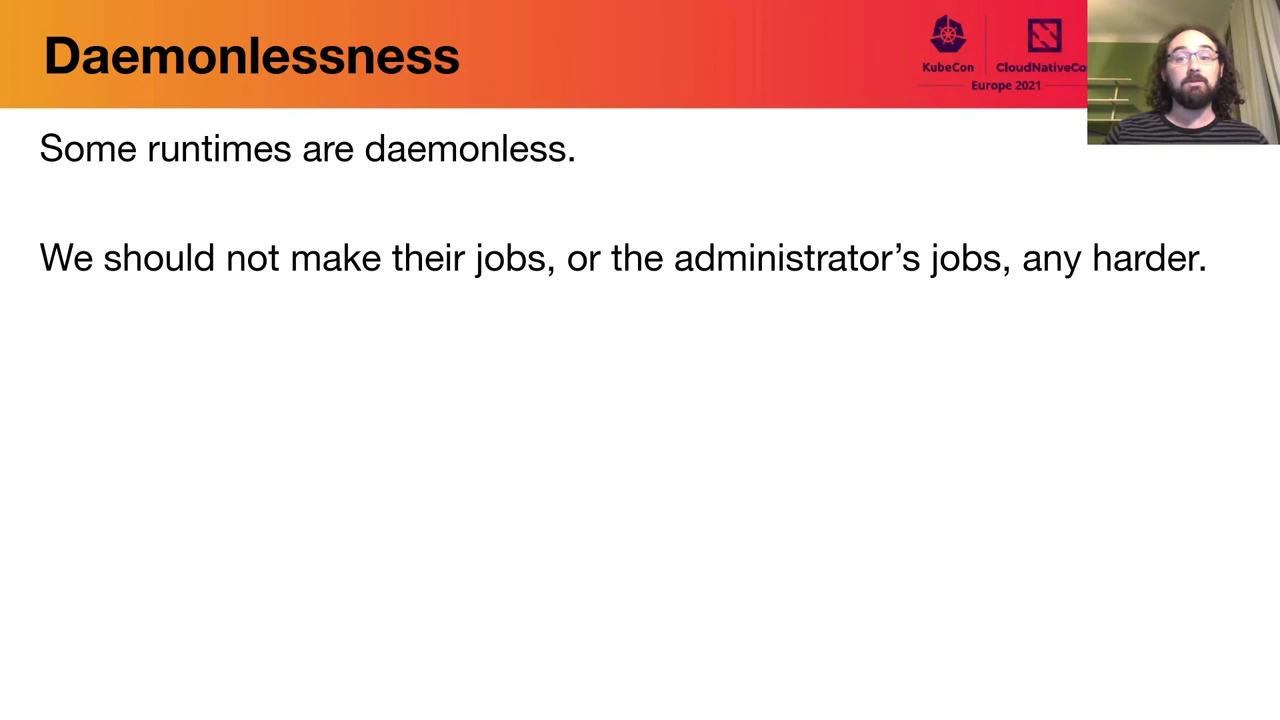 Daemonlessness
KubeCon
CloudNativeCo
Europe 2021
Some runtimes are daemonless.
We should not make their jobs, or the administrator’s jobs, any harder.